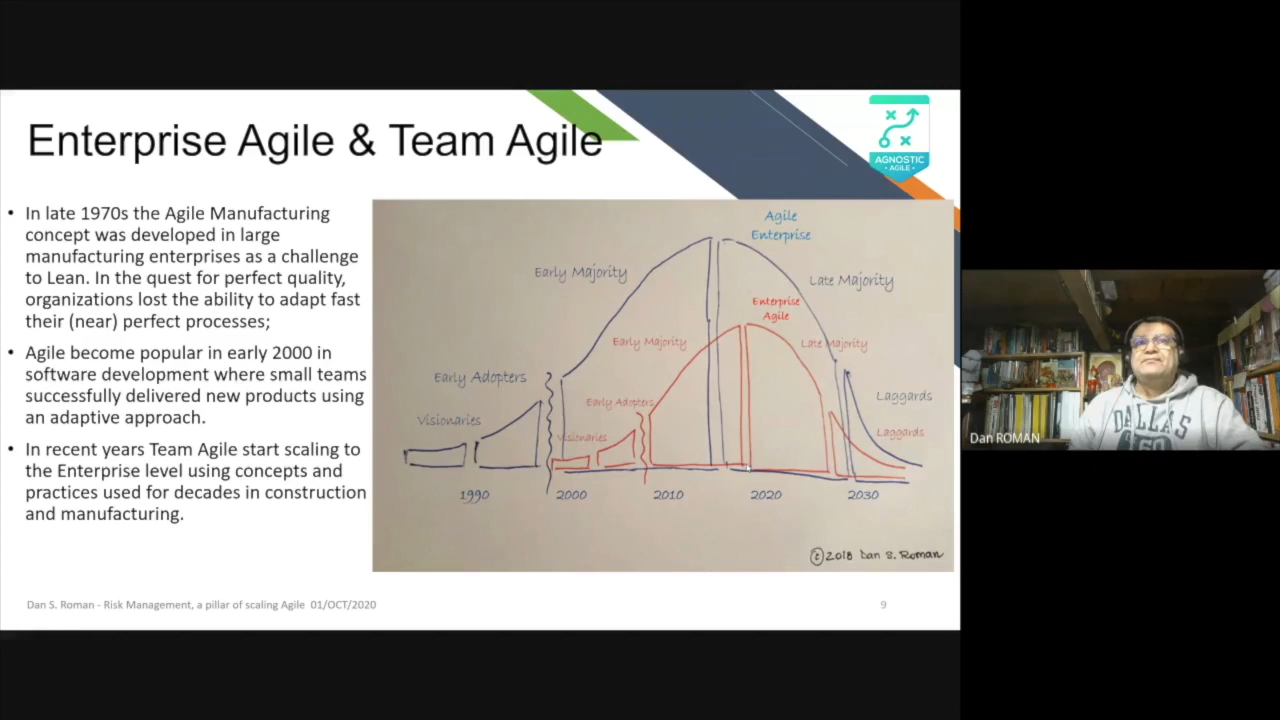 Enterprise Agile & Team Agile
AGNOSTIC
• AGILE •
• In late 1970s the Agile Manufacturing
concept was developed in large
manufacturing enterprises as a challenge
to Lean. In the quest for perfect quality,
organizations lost the ability to adapt fast
their (near) perfect processes;
• Agile become popular in early 2000 in
software development where small teams
successfully delivered new products using
an adaptive approach.
• In recent years Team Agile start scaling to
the Enterprise level using concepts and
practices used for decades in construction
and manufacturing.
Agile
Enterprise
Early Majority
Late Majority
Enterprise
Agile
Early Majority
Late Majority
Early Adopters
Early Adopters
Visionaries
Visionaries
Laggards
Laggards
1990
2000
2010
2020
2030
©2018 Dan S. Roman
Dan S. Roman - Risk Management, a pillar of scaling Agile 01/OCT/2020
9
DALLAS
Dan ROMAN